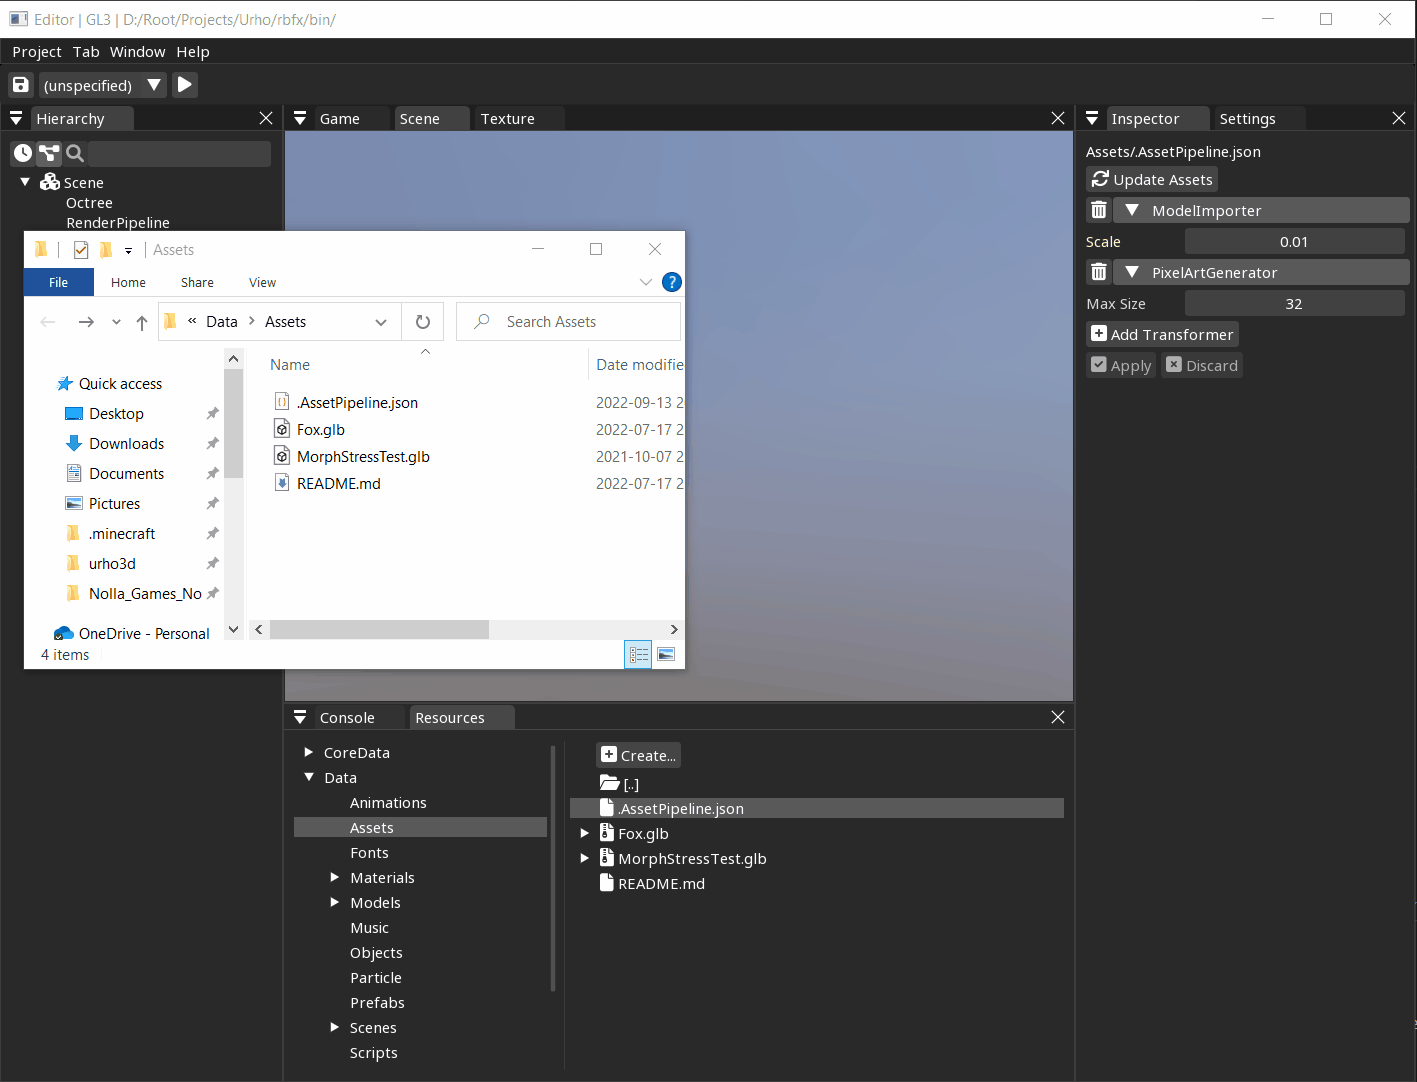 Editor | GL3 | D:/Root/Projects/Urho/rbfx/bin/
Project Tab Window Help
(unspecified)
Hierarchy
Scene
Octree
RenderPipeline
Game Scene Texture
Inspector Settings
Assets/.AssetPipeline.json
Update Assets
ModelImporter
Scale 0.01
PixelArtGenerator
Max Size 32
Add Transformer
Apply Discard
Assets
File Home Share View
?
« Data > Assets
Search Assets
Quick access
Desktop
Downloads
Documents
Pictures
.minecraft
urho3d
Nolla_Games_No
OneDrive - Personal
Name Date modifie
.AssetPipeline.json 2022-09-13 2
Fox.glb 2022-07-17 2
MorphStressTest.glb 2021-10-07 2
README.md 2022-07-17 2
4 items
Console Resources
CoreData
Data
Animations
Assets
Fonts
Materials
Models
Music
Objects
Particle
Prefabs
Scenes
Scripts
Create...
[..]
.AssetPipeline.json
Fox.glb
MorphStressTest.glb
README.md